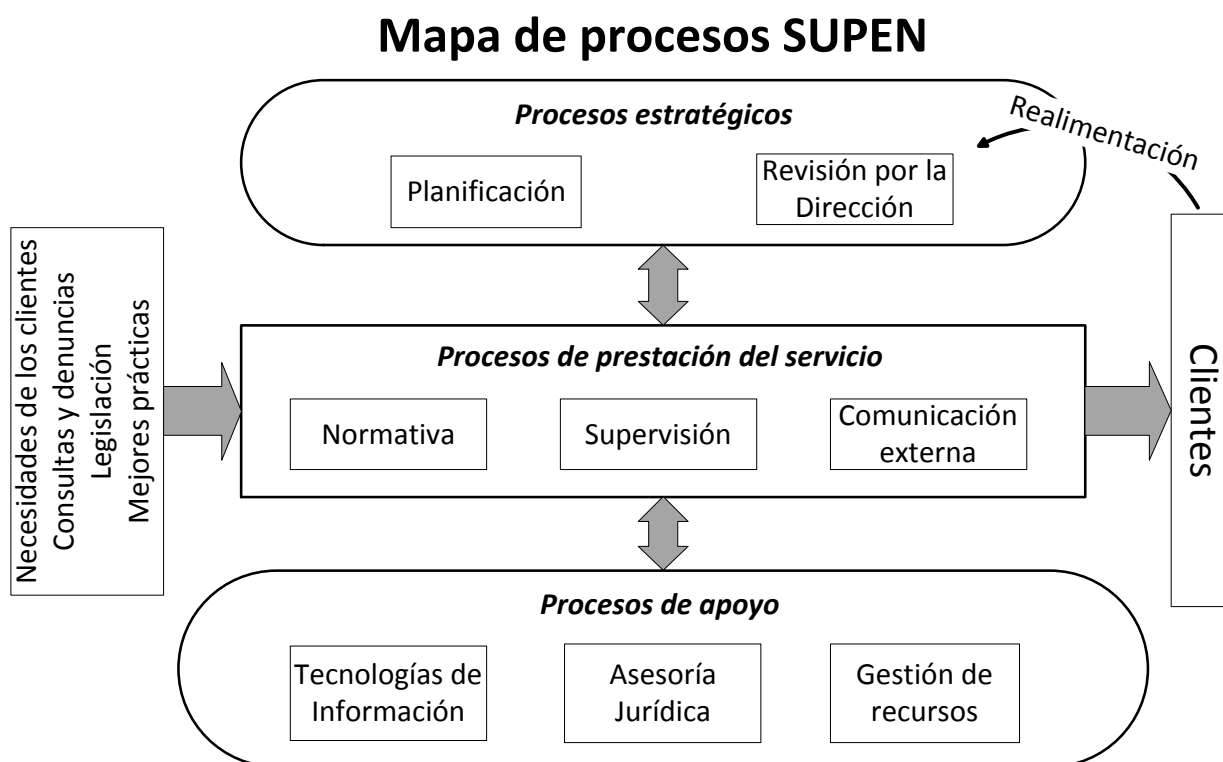 Mapa de procesos SUPEN
Procesos estratégicos
Realimentación
Planificación
Revisión por la
Dirección
Necesidades de los clientes
Consultas y denuncias
Legislación
Mejores prácticas
Procesos de prestación del servicio
Normativa
Supervisión
Comunicación
externa
Clientes
Procesos de apoyo
Tecnologías de
Información
Asesoría
Jurídica
Gestión de
recursos